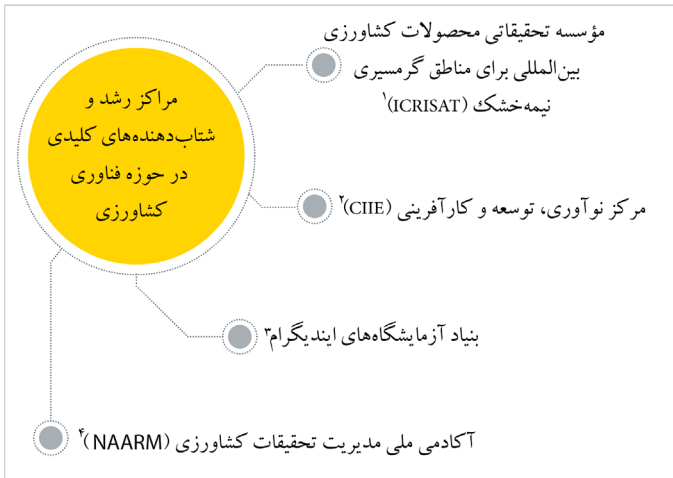 مراکز رشد و
شتاب‌دهنده‌های کلیدی
در حوزه فناوری
کشاورزی
مؤسسه تحقیقاتی محصولات کشاورزی
بین‌المللی برای مناطق گرمسیری
نیمه‌خشک (ICRISAT)۱
مرکز نوآوری، توسعه و کارآفرینی (CIIE)۲
بنیاد آزمایشگاه‌های ایندیگرام۳
آکادمی ملی مدیریت تحقیقات کشاورزی (NAARM)۴